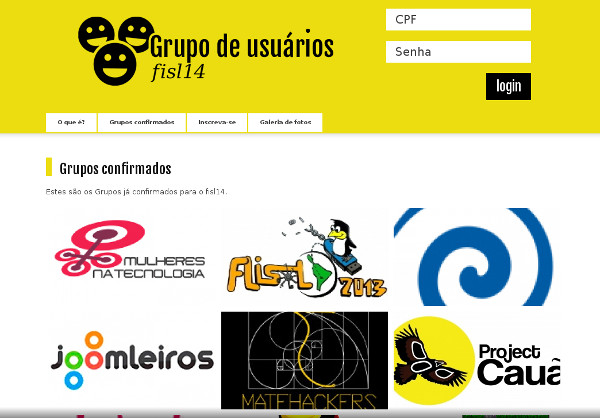 Grupo de usuários
fisl14
CPF
Senha
login
O que é?
Grupos confirmados
Inscreva-se
Galeria de fotos
Grupos confirmados
Estes são os Grupos já confirmados para o fisl14.
MULHERES
NA TECNOLOGIA
FLISOL
2013
joomleiros
MATEHACKERS
Project
Cauã